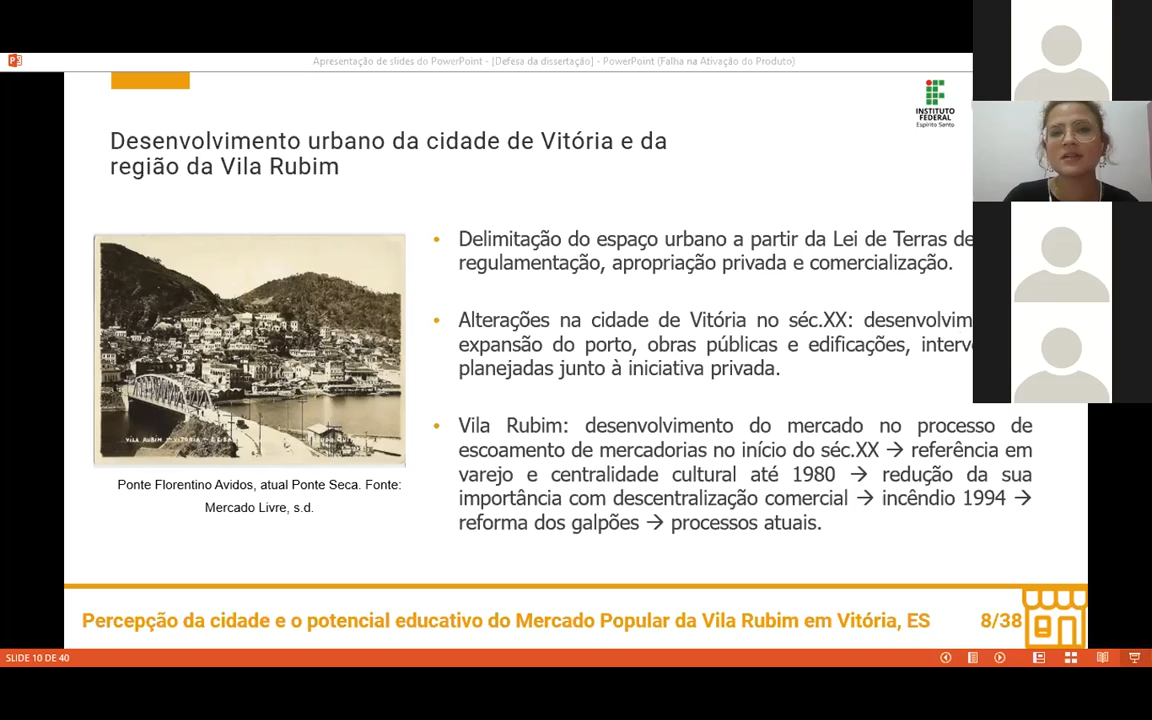 Apresentação de slides do PowerPoint - [Defesa da dissertação] - PowerPoint (Falha na Ativação do Produto)
INSTITUTO
FEDERAL
Espírito Santo
Desenvolvimento urbano da cidade de Vitória e da
região da Vila Rubim
• Delimitação do espaço urbano a partir da Lei de Terras de
regulamentação, apropriação privada e comercialização.
• Alterações na cidade de Vitória no séc.XX:
expansão do porto, obras públicas e edificações,
planejadas junto à iniciativa privada.
• Vila Rubim: desenvolvimento do mercado no processo de
escoamento de mercadorias no início do séc.XX → referência em
varejo e centralidade cultural até 1980 → redução da sua
importância com descentralização comercial → incêndio 1994 →
reforma dos galpões → processos atuais.
VILA RUBIM - VITORIA
Ponte Florentino Avidos, atual Ponte Seca. Fonte:
Mercado Livre, s.d.
Percepção da cidade e o potencial educativo do Mercado Popular da Vila Rubim em Vitória, ES
8/38
SLIDE 10 DE 40